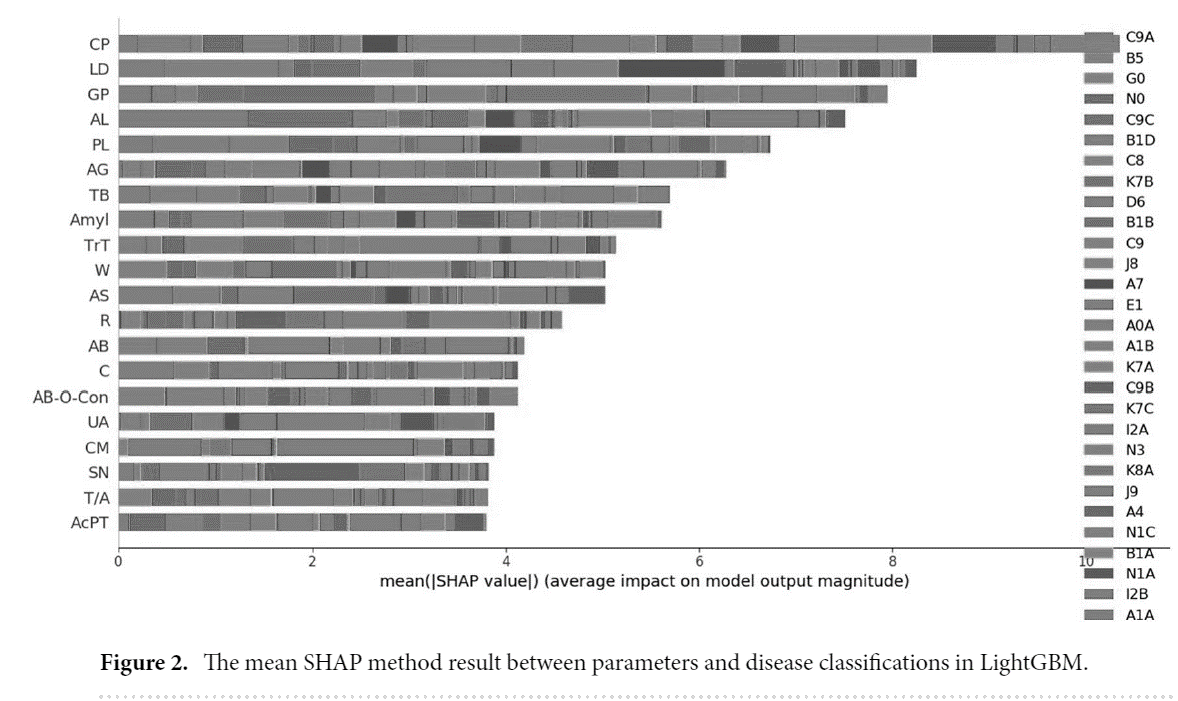 CP
LD
GP
AL
PL
AG
TB
Amyl
TrT
W
AS
R
AB
C
AB-O-Con
UA
CM
SN
T/A
AcPT
0 2 4 6 8 10
mean(|SHAP value|) (average impact on model output magnitude)
C9A
B5
G0
N0
C9C
B1D
C8
K7B
D6
B1B
C9
J8
A7
E1
A0A
A1B
K7A
C9B
K7C
I2A
N3
K8A
J9
A4
N1C
B1A
N1A
I2B
A1A
Figure 2. The mean SHAP method result between parameters and disease classifications in LightGBM.